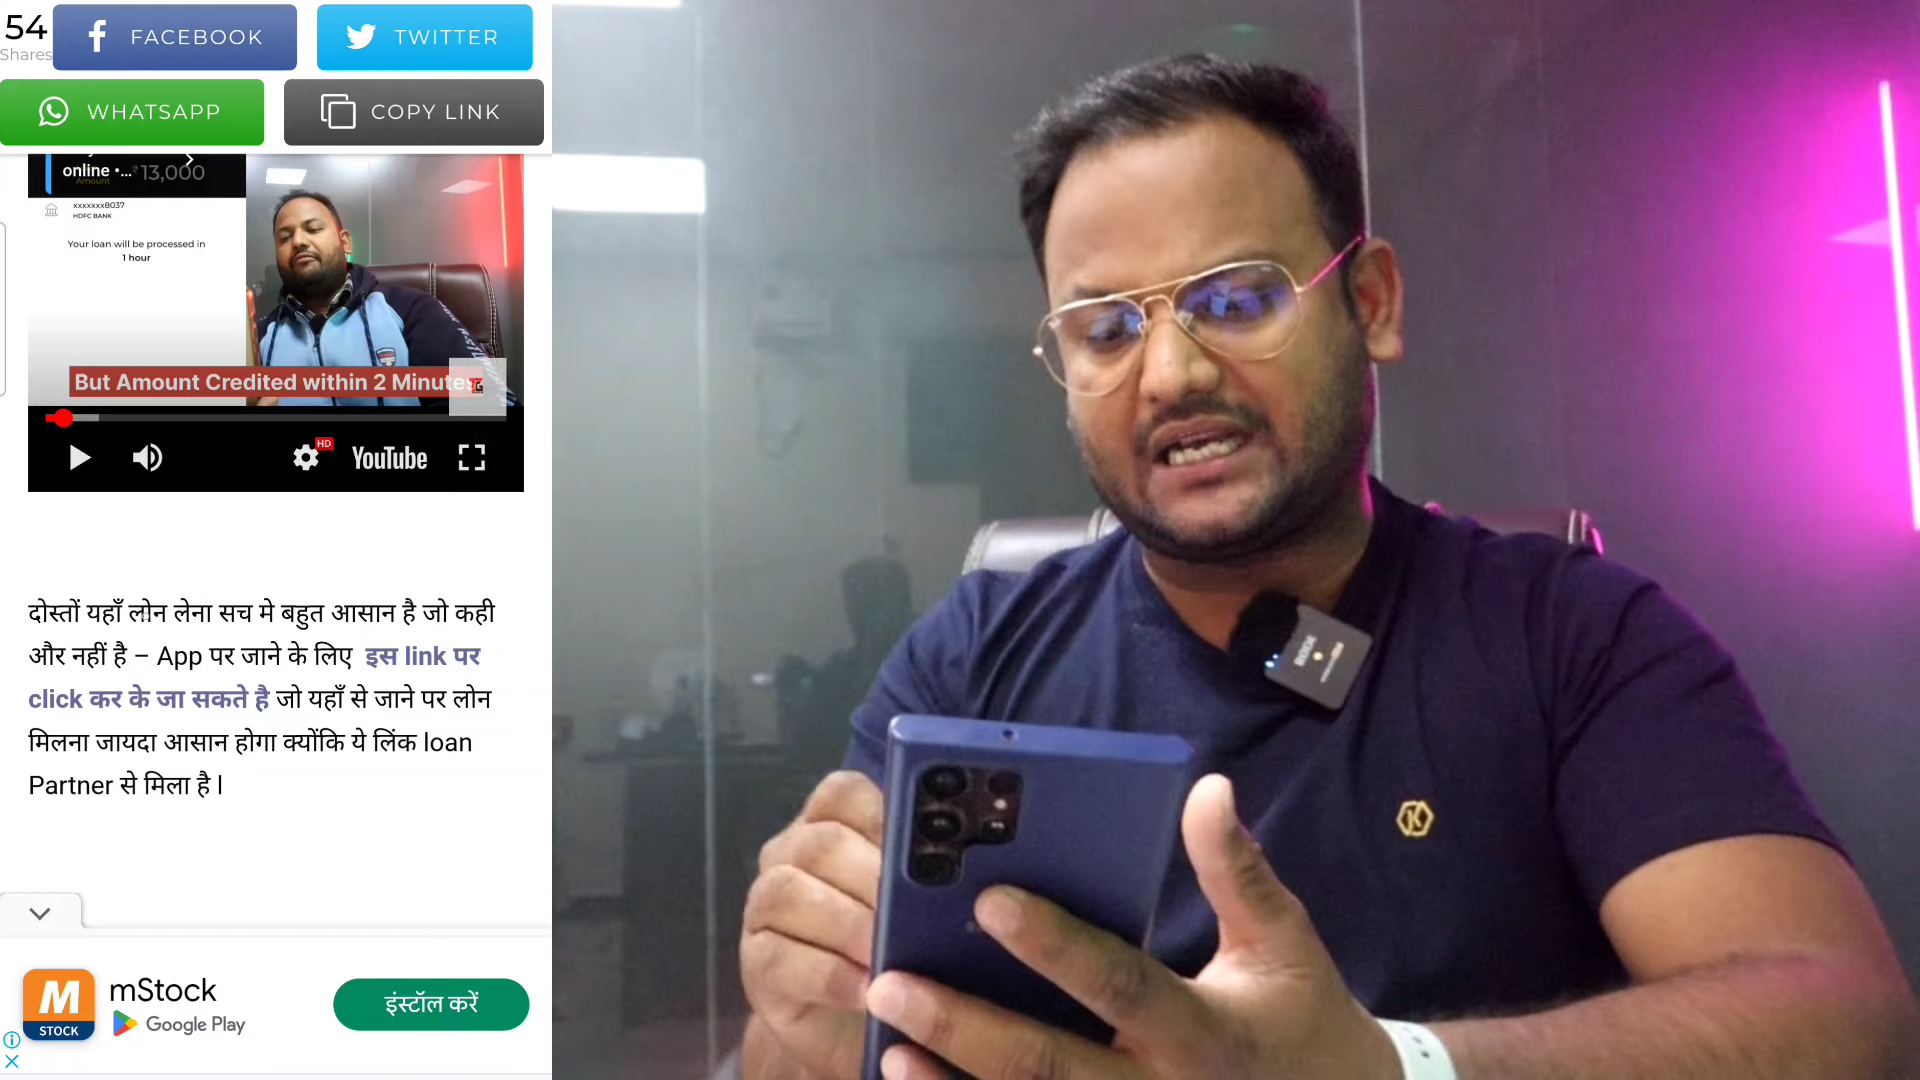 54
Shares
FACEBOOK
TWITTER
WHATSAPP
COPY LINK
online •...
₹13,000
Amount
xxxxxxx8037
HDFC BANK
Your loan will be processed in
1 hour
But Amount Credited within 2 Minutes
TG
HD
YouTube
दोस्तों यहाँ लोन लेना सच मे बहुत आसान है जो कही
और नहीं है – App पर जाने के लिए इस link पर
click कर के जा सकते है जो यहाँ से जाने पर लोन
मिलना जायदा आसान होगा क्योंकि ये लिंक loan
Partner से मिला है l
M
STOCK
mStock
Google Play
इंस्टॉल करें
RODE
K